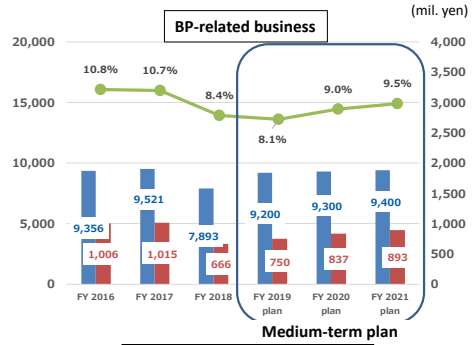 (mil. yen)
BP-related business
20,000
15,000
10,000
5,000
0
4,000
3,500
3,000
2,500
2,000
1,500
1,000
500
0
10.8%
10.7%
8.4%
8.1%
9.0%
9.5%
9,356
9,521
7,893
9,200
9,300
9,400
1,006
1,015
666
750
837
893
FY 2016
FY 2017
FY 2018
FY 2019
plan
FY 2020
plan
FY 2021
plan
Medium-term plan